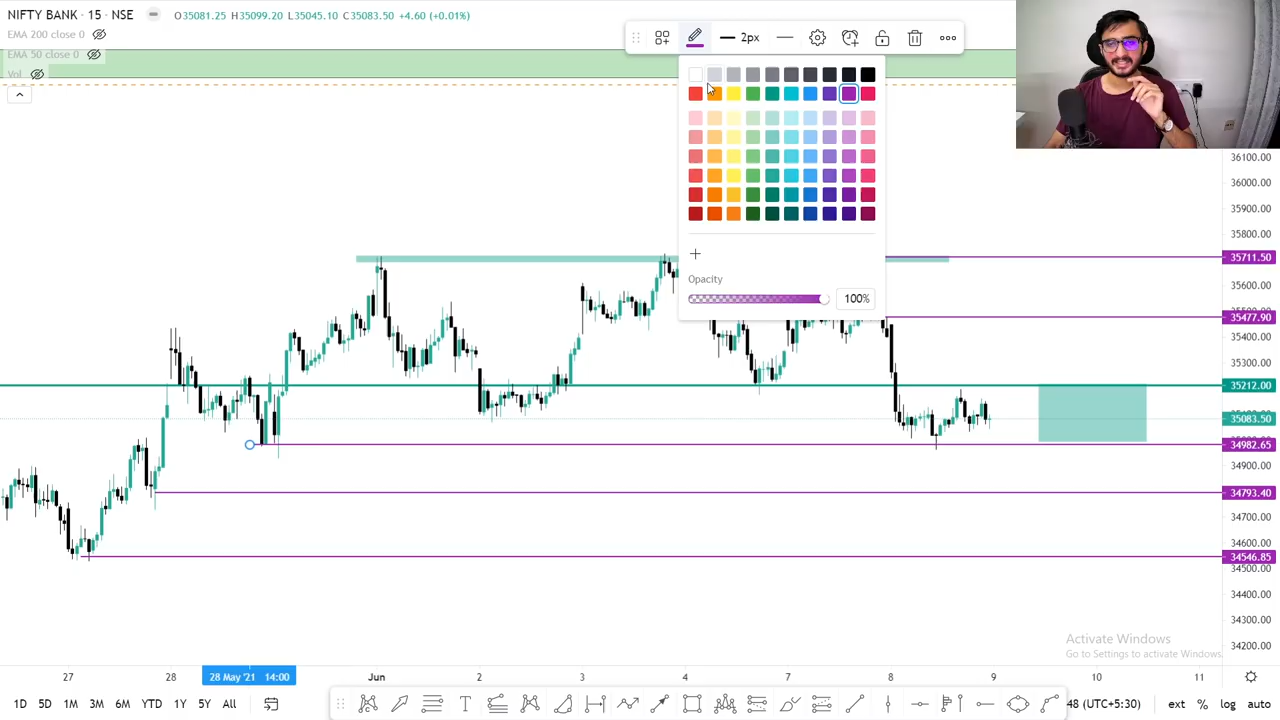 NIFTY BANK · 15 · NSE
O35081.25 H35099.20 L35045.10 C35083.50 +4.60 (+0.01%)
EMA 200 close 0
EMA 50 close 0
Vol
2px
Opacity
100%
36100.00
36000.00
35900.00
35800.00
35711.50
35600.00
35477.90
35400.00
35300.00
35212.00
35083.50
34982.65
34900.00
34793.40
34700.00
34600.00
34546.85
34500.00
34400.00
34300.00
34200.00
Activate Windows
Go to Settings to activate Windows.
27
28
28 May '21 14:00
Jun
2
3
4
7
8
9
10
11
1D 5D 1M 3M 6M YTD 1Y 5Y All
48 (UTC+5:30)
ext % log auto